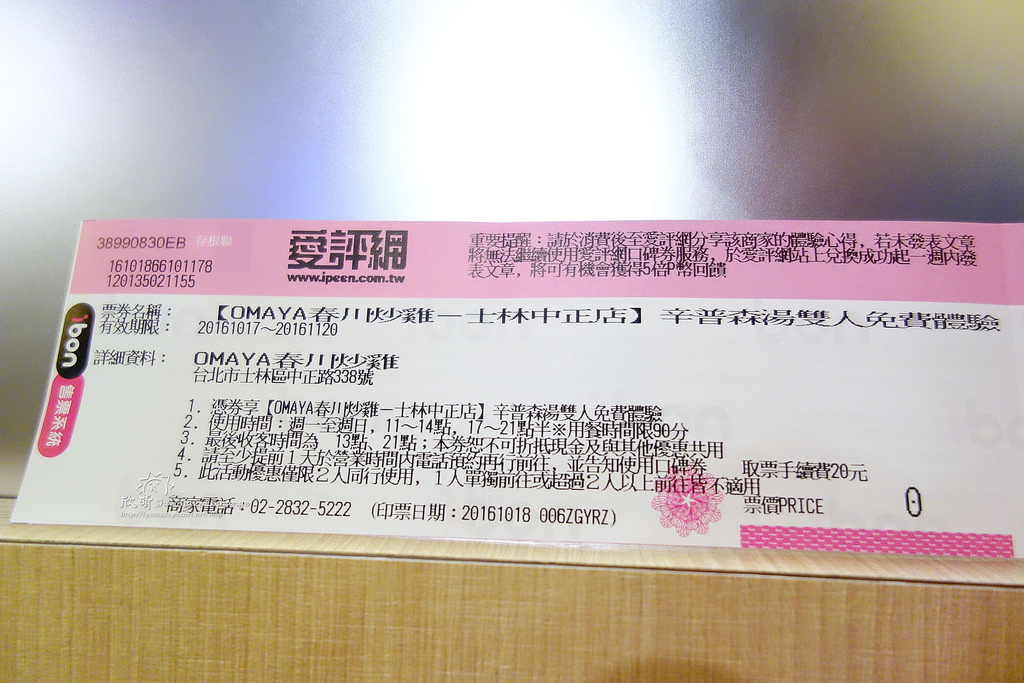 38990830EB 存根聯
16101866101178
120135021155
愛評網
www.ipeen.com.tw
重要提醒：請於消費後至愛評網分享該商家的體驗心得，若未發表文章
將無法繼續使用愛評網口碑券服務，於愛評網站上兌換成功起一週內發
表文章，將可有機會獲得5倍P幣回饋
ibon
售票系統
票券名稱： 【OMAYA春川炒雞－士林中正店】辛普森湯雙人免費體驗
有效期限： 20161017～20161120
詳細資料： OMAYA春川炒雞
台北市士林區中正路338號
1. 憑券享【OMAYA春川炒雞－士林中正店】辛普森湯雙人免費體驗
2. 使用時間：週一至週日，11～14點，17～21點半※用餐時間限90分
3. 最後收客時間為 13點、21點；本券恕不可折抵現金及與其他優惠共用
4. 請至少提前1天於營業時間內電話預約再行前往，並告知使用口碑券
5. 此活動優惠僅限2人同行使用，1人單獨前往或超過2人以上前往皆不適用
取票手續費20元
票價PRICE 0
商家電話：02-2832-5222 (印票日期：20161018 006ZGYRZ)